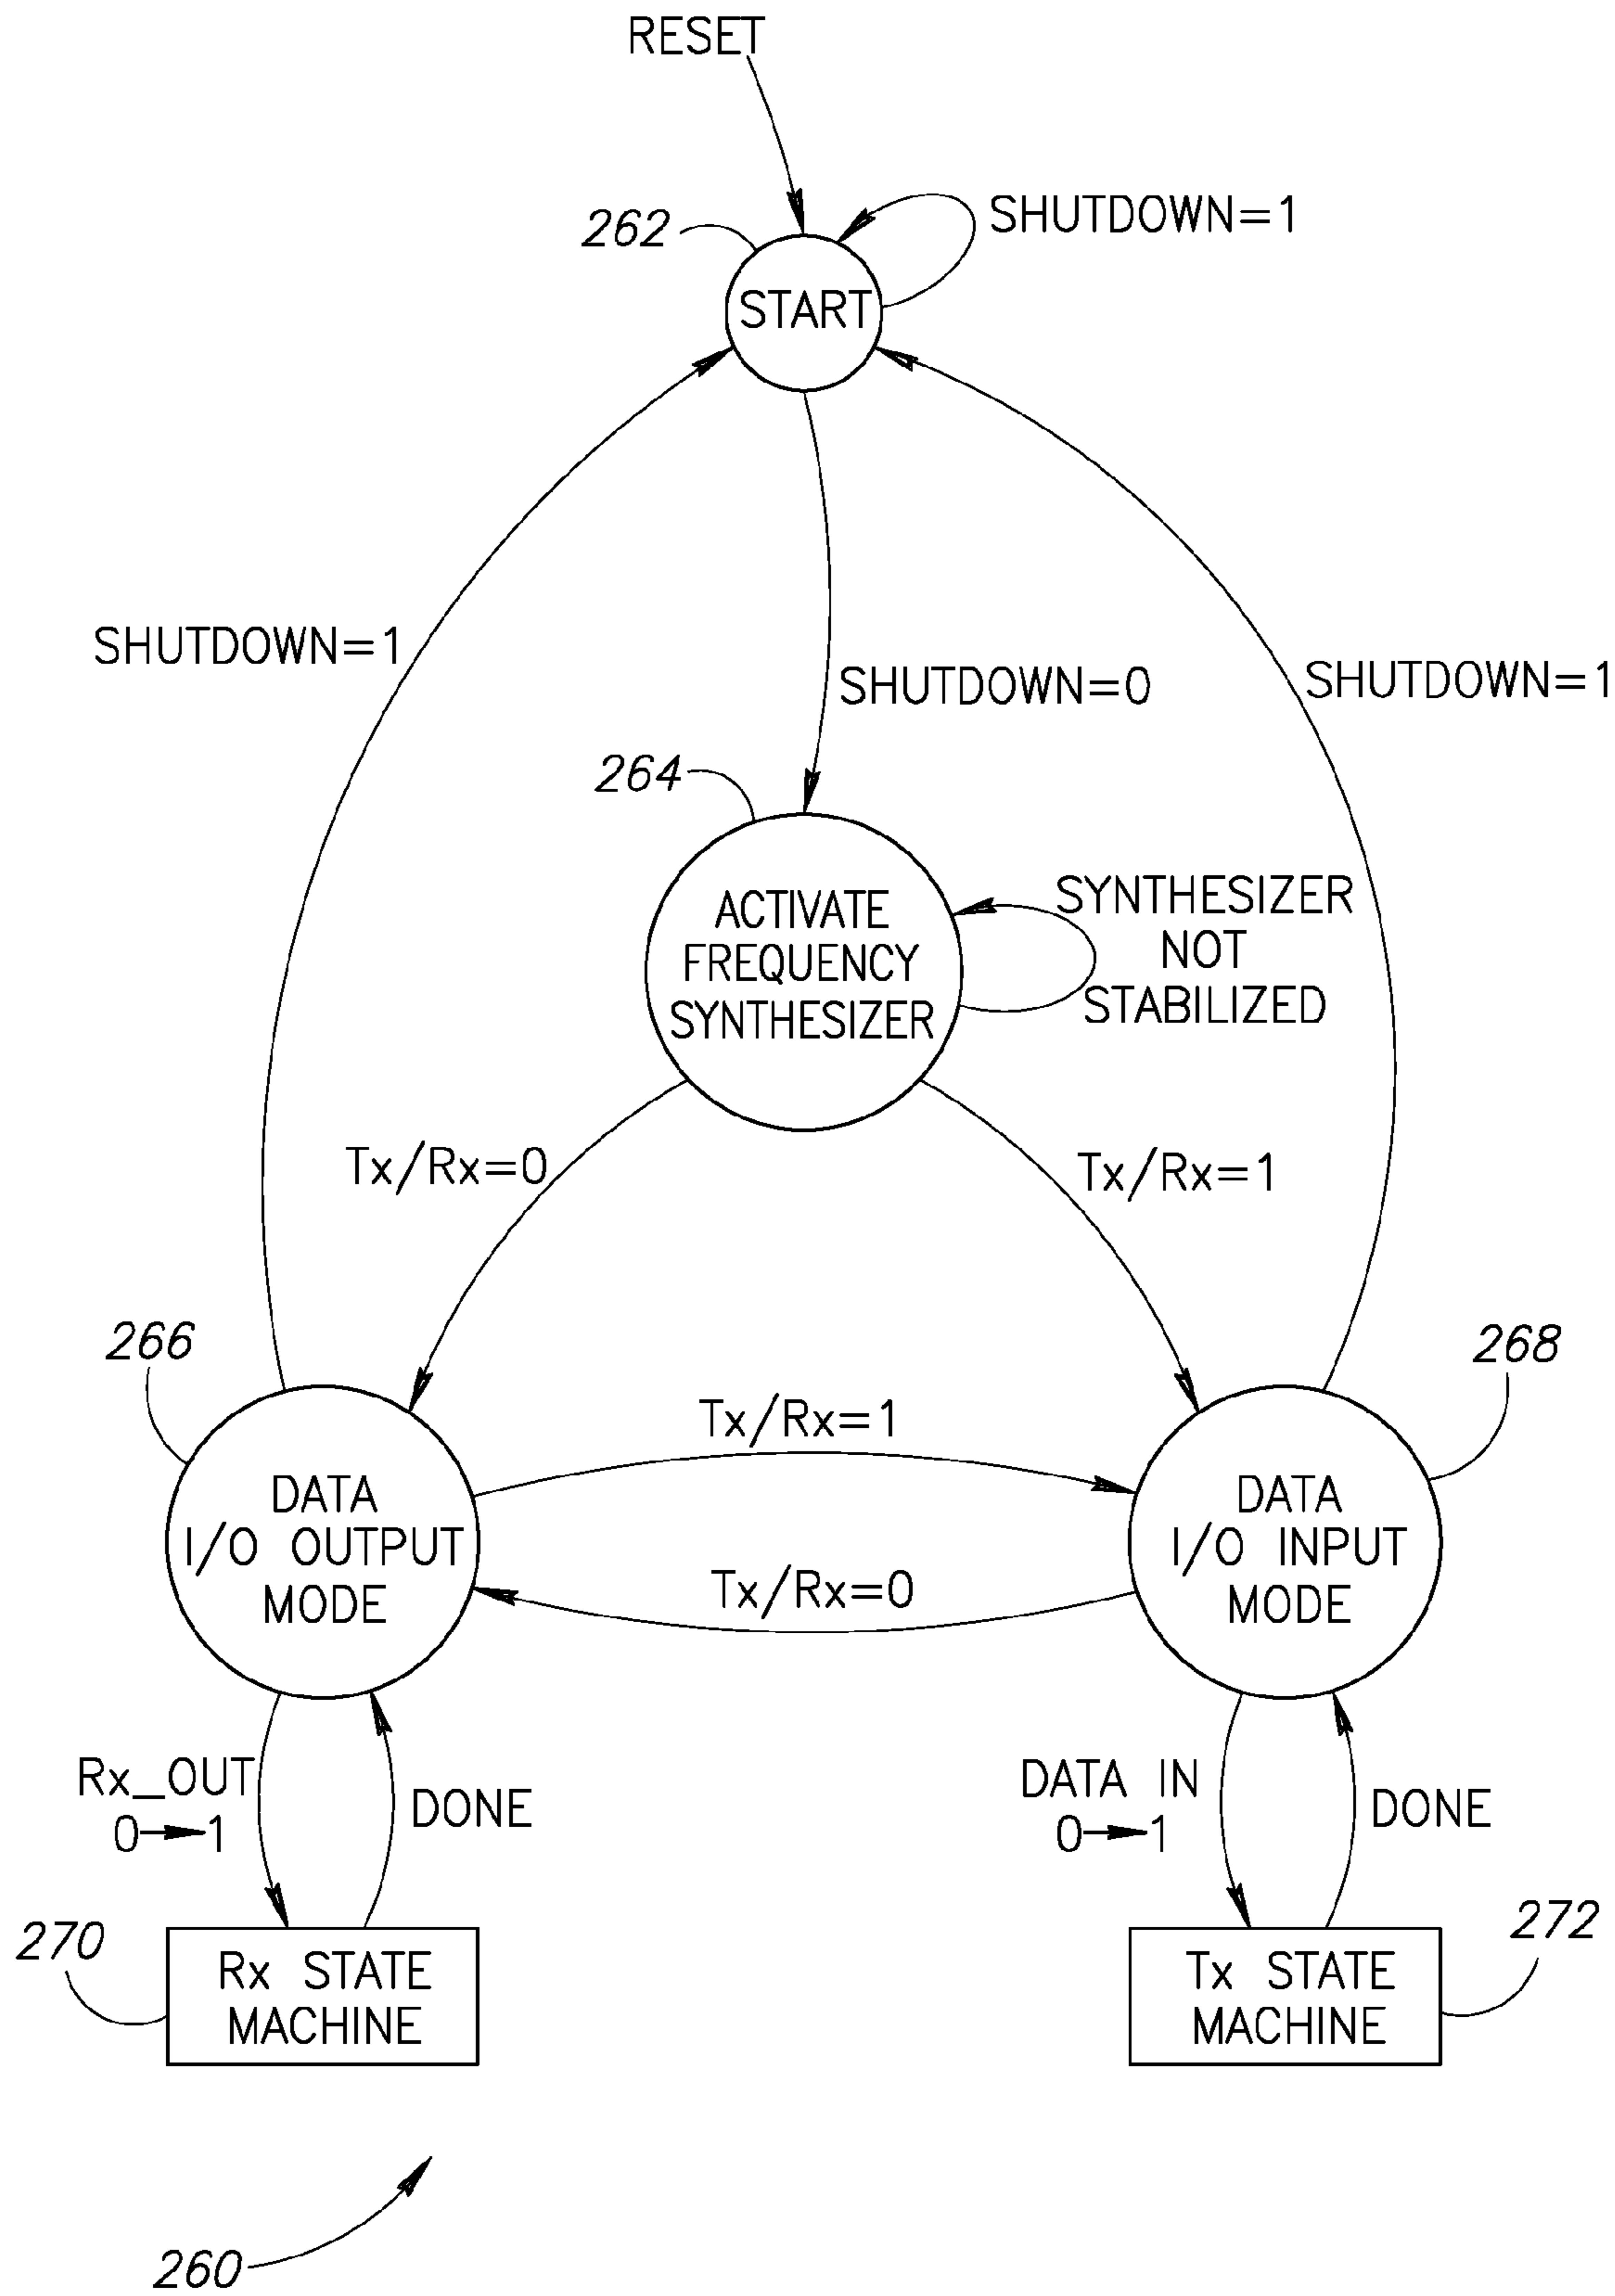 RESET
262
SHUTDOWN=1
START
SHUTDOWN=1
SHUTDOWN=0
SHUTDOWN=1
264
ACTIVATE
FREQUENCY
SYNTHESIZER
SYNTHESIZER
NOT
STABILIZED
Tx/Rx=0
Tx/Rx=1
266
268
Tx/Rx=1
DATA
I/O OUTPUT
MODE
DATA
I/O INPUT
MODE
Tx/Rx=0
Rx_OUT
0→1
DONE
DATA IN
0→1
DONE
270
Rx STATE
MACHINE
272
Tx STATE
MACHINE
260